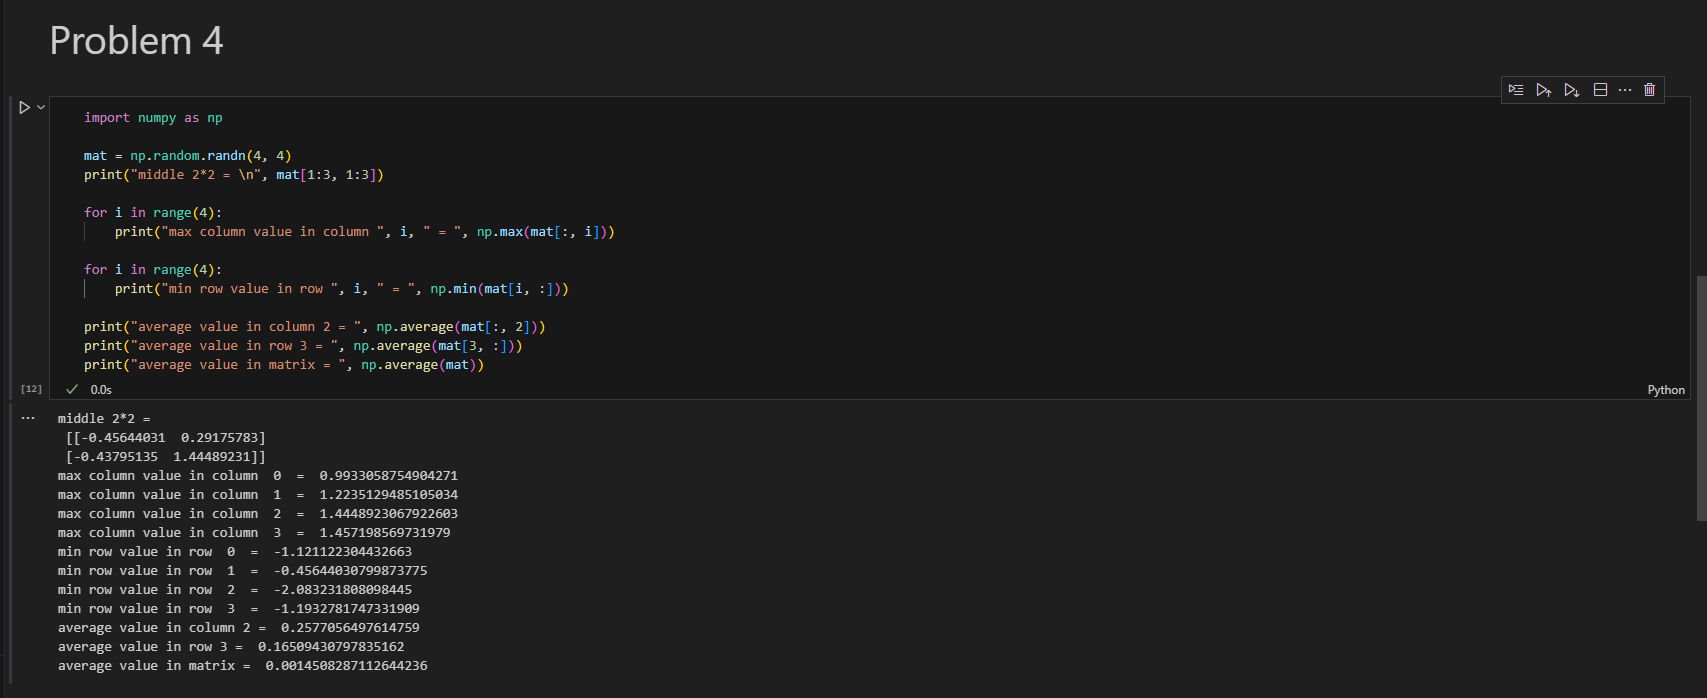 Problem 4
import numpy as np
mat = np.random.randn(4, 4)
print("middle 2*2 = \n", mat[1:3, 1:3])
for i in range(4):
    print("max column value in column ", i, " = ", np.max(mat[:, i]))
for i in range(4):
    print("min row value in row ", i, " = ", np.min(mat[i, :]))
print("average value in column 2 = ", np.average(mat[:, 2]))
print("average value in row 3 = ", np.average(mat[3, :]))
print("average value in matrix = ", np.average(mat))
[12] 0.0s Python
middle 2*2 =
 [[-0.45644031  0.29175783]
 [-0.43795135  1.44489231]]
max column value in column  0  =  0.9933058754904271
max column value in column  1  =  1.2235129485105034
max column value in column  2  =  1.4448923067922603
max column value in column  3  =  1.457198569731979
min row value in row  0  =  -1.121122304432663
min row value in row  1  =  -0.45644030799873775
min row value in row  2  =  -2.083231808098445
min row value in row  3  =  -1.1932781747331909
average value in column 2 =  0.2577056497614759
average value in row 3 =  0.16509430797835162
average value in matrix =  0.0014508287112644236